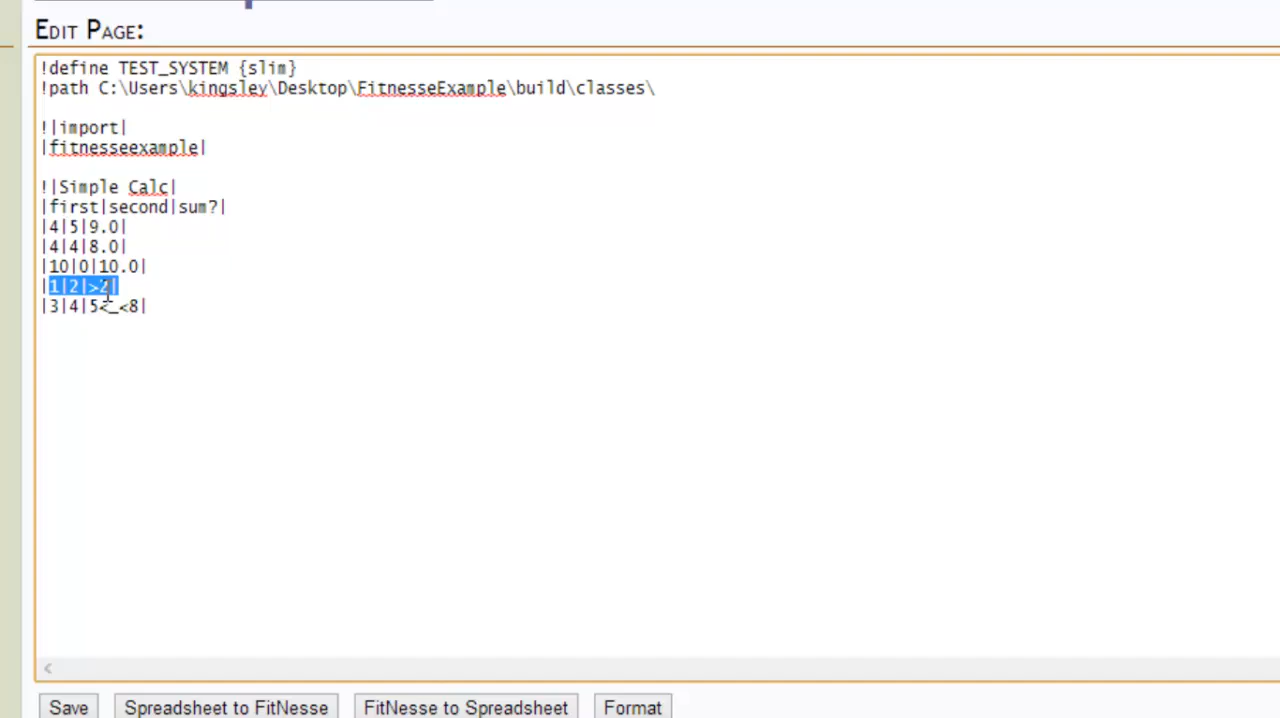 Edit Page:
!define TEST_SYSTEM {slim}
!path C:\Users\kingsley\Desktop\FitnesseExample\build\classes\
!|import|
|fitnesseexample|
!|Simple Calc|
|first|second|sum?|
|4|5|9.0|
|4|4|8.0|
|10|0|10.0|
|1|2|>2|
|3|4|5<_<8|
Save Spreadsheet to FitNesse FitNesse to Spreadsheet Format